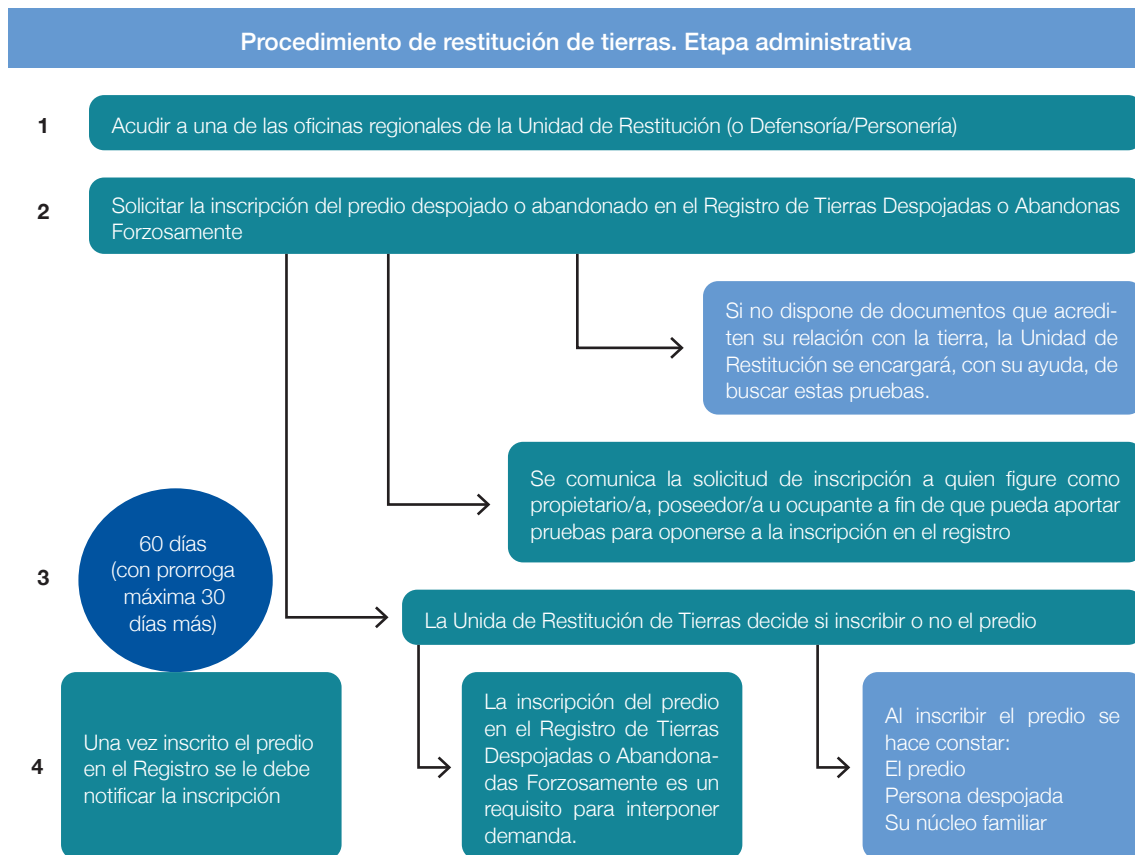 Procedimiento de restitución de tierras. Etapa administrativa
1
Acudir a una de las oficinas regionales de la Unidad de Restitución (o Defensoría/Personería)
2
Solicitar la inscripción del predio despojado o abandonado en el Registro de Tierras Despojadas o Abandonas
Forzosamente
Si no dispone de documentos que acredi-
ten su relación con la tierra, la Unidad de
Restitución se encargará, con su ayuda, de
buscar estas pruebas.
Se comunica la solicitud de inscripción a quien figure como
propietario/a, poseedor/a u ocupante a fin de que pueda aportar
pruebas para oponerse a la inscripción en el registro
3
60 días
(con prorroga
máxima 30
días más)
La Unida de Restitución de Tierras decide si inscribir o no el predio
4
Una vez inscrito el predio
en el Registro se le debe
notificar la inscripción
La inscripción del predio
en el Registro de Tierras
Despojadas o Abandona-
das Forzosamente es un
requisito para interponer
demanda.
Al inscribir el predio se
hace constar:
El predio
Persona despojada
Su núcleo familiar